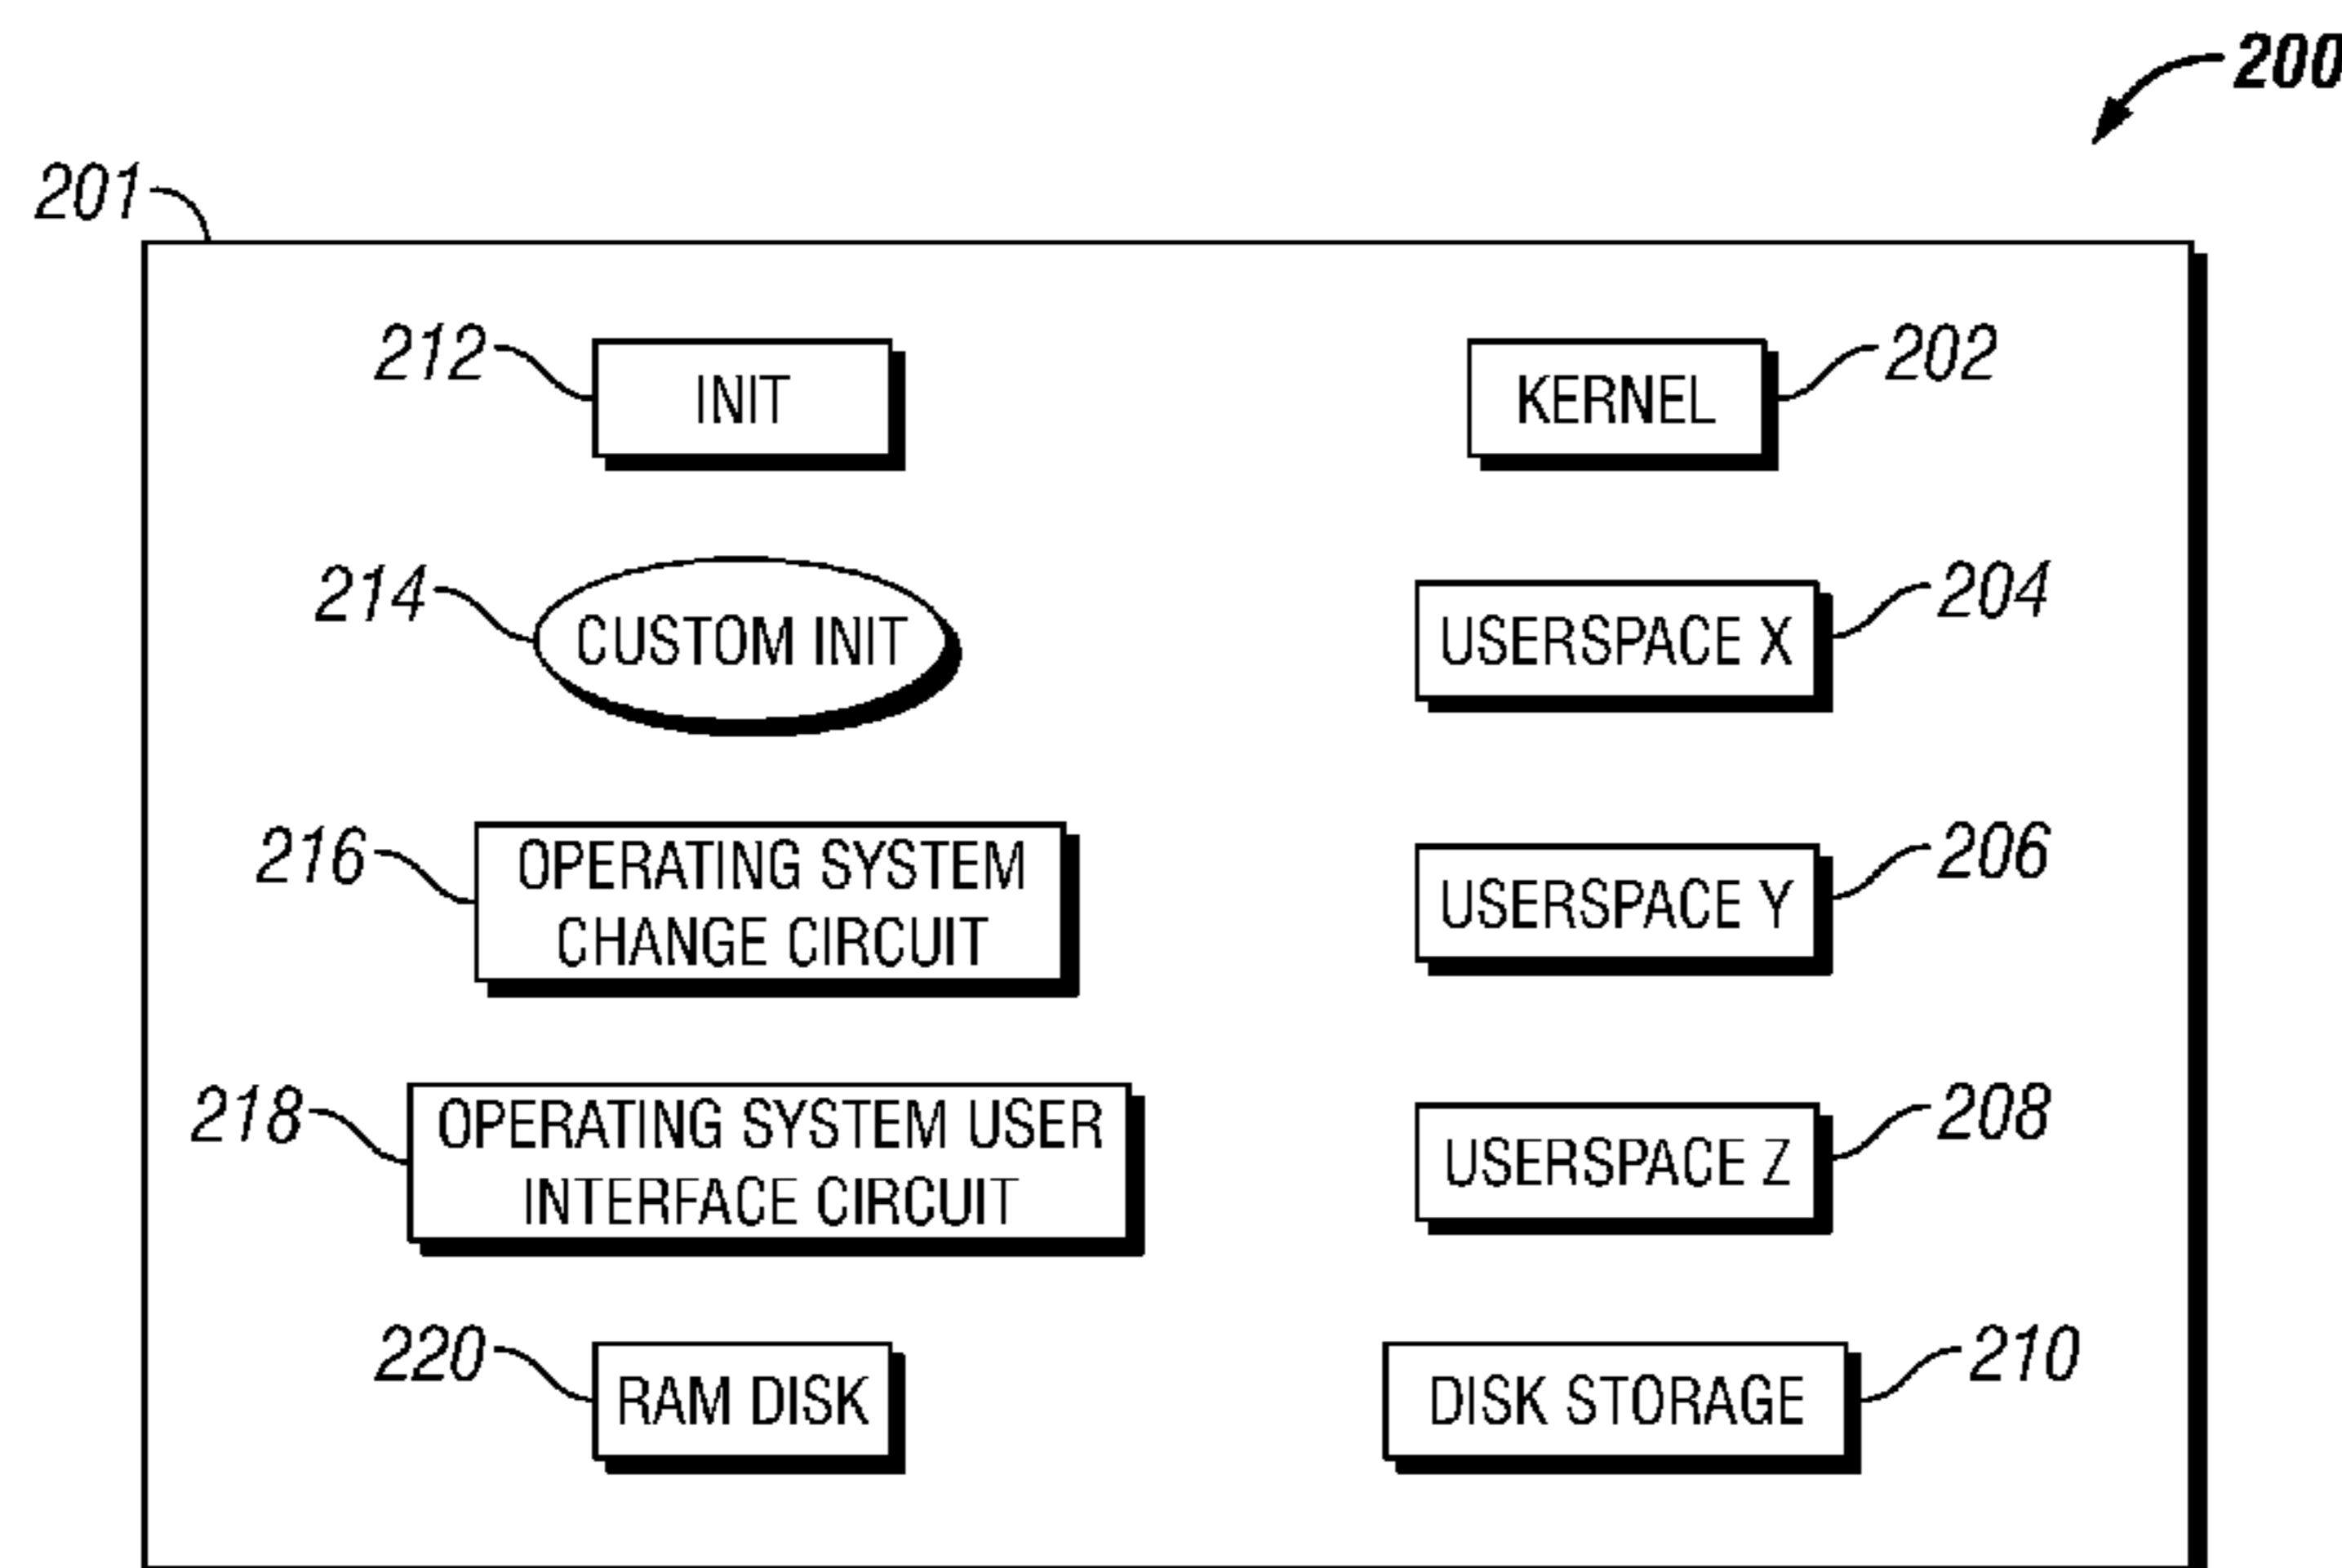 200
201
212
INIT
KERNEL
202
214
CUSTOM INIT
USERSPACE X
204
216
OPERATING SYSTEM
CHANGE CIRCUIT
USERSPACE Y
206
218
OPERATING SYSTEM USER
INTERFACE CIRCUIT
USERSPACE Z
208
220
RAM DISK
DISK STORAGE
210